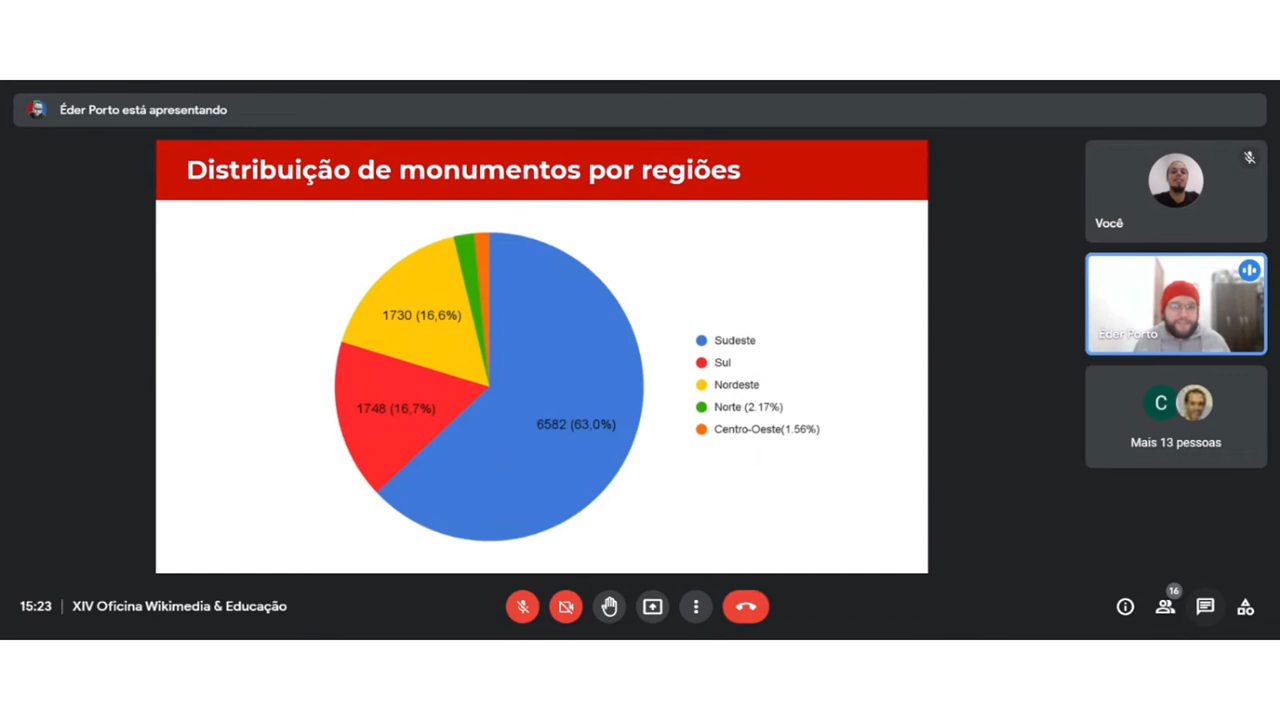 Éder Porto está apresentando
Distribuição de monumentos por regiões
1730 (16,6%)
1748 (16,7%)
6582 (63,0%)
Sudeste
Sul
Nordeste
Norte (2.17%)
Centro-Oeste(1.56%)
Você
Éder Porto
C
Mais 13 pessoas
15:23 | XIV Oficina Wikimedia & Educação
16